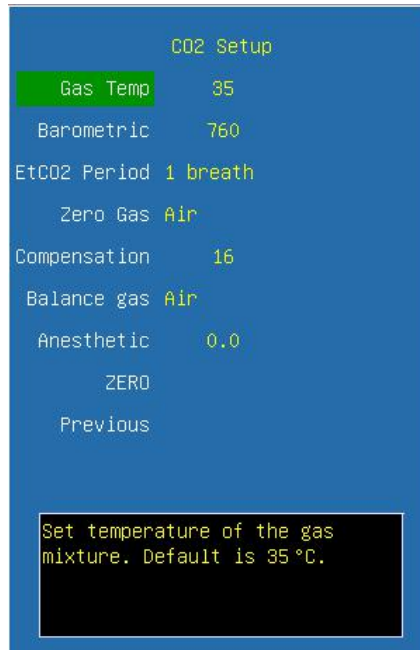 CO2 Setup
Gas Temp 35
Barometric 760
EtCO2 Period 1 breath
Zero Gas Air
Compensation 16
Balance gas Air
Anesthetic 0.0
ZERO
Previous
Set temperature of the gas
mixture. Default is 35 °C.